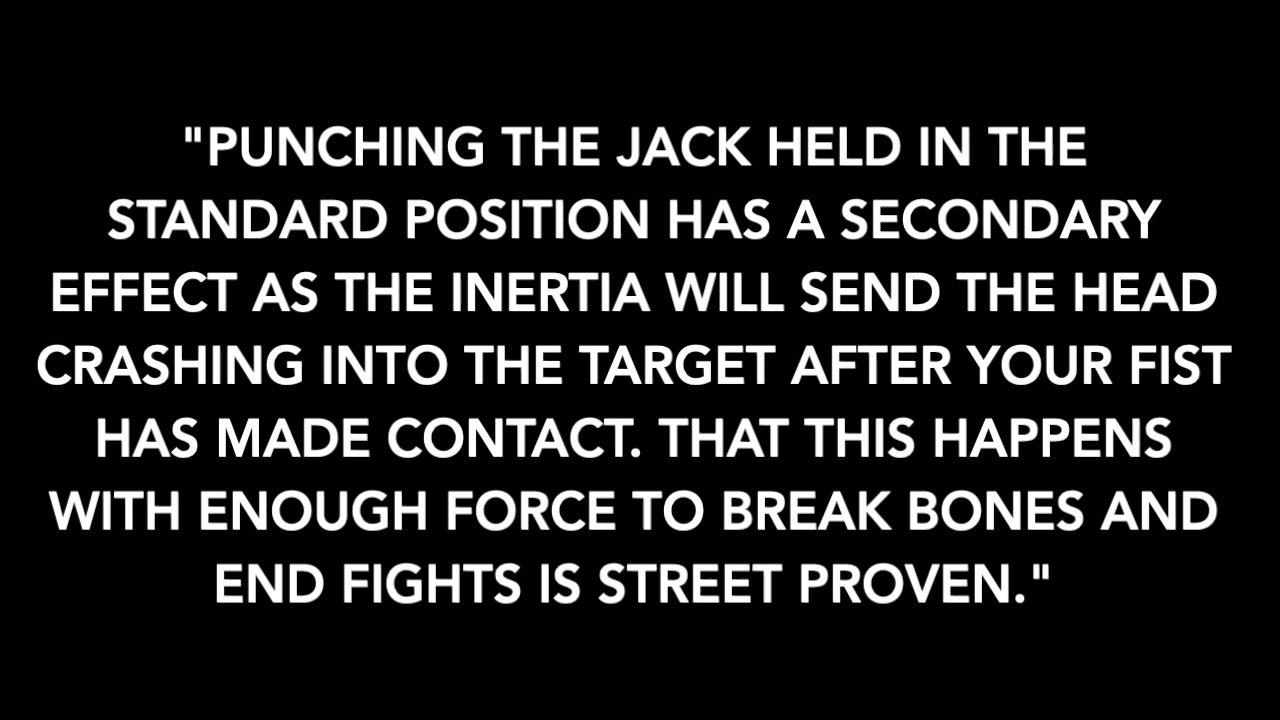 "PUNCHING THE JACK HELD IN THE
STANDARD POSITION HAS A SECONDARY
EFFECT AS THE INERTIA WILL SEND THE HEAD
CRASHING INTO THE TARGET AFTER YOUR FIST
HAS MADE CONTACT. THAT THIS HAPPENS
WITH ENOUGH FORCE TO BREAK BONES AND
END FIGHTS IS STREET PROVEN."